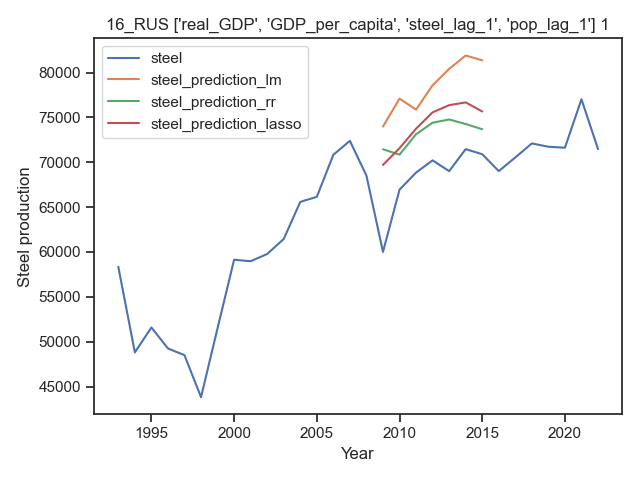 16_RUS ['real_GDP', 'GDP_per_capita', 'steel_lag_1', 'pop_lag_1'] 1
steel
steel_prediction_lm
steel_prediction_rr
steel_prediction_lasso
80000
75000
70000
65000
60000
55000
50000
45000
Steel production
1995
2000
2005
2010
2015
2020
Year